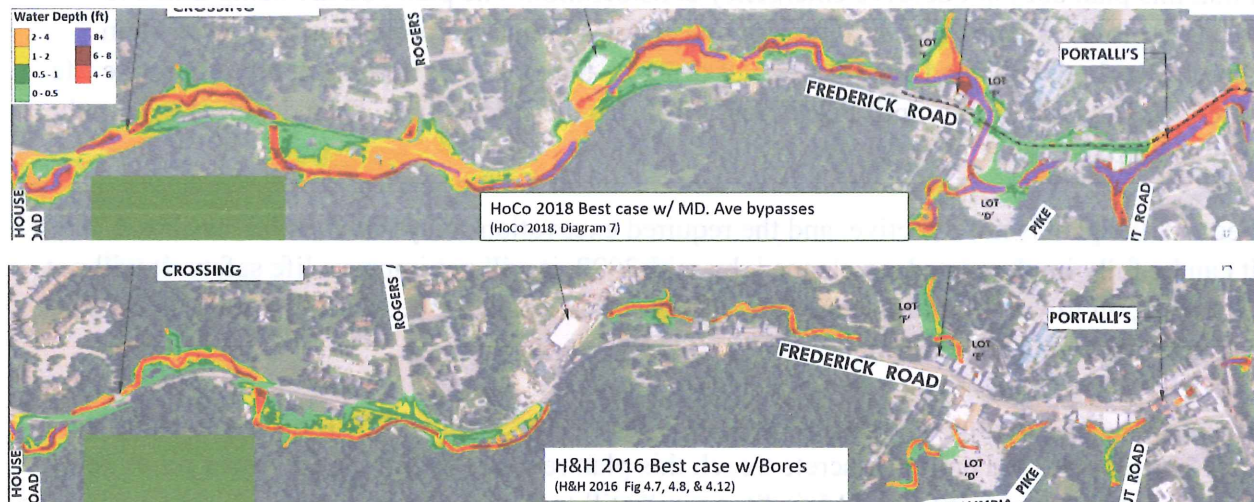 CROSSING
Water Depth (ft)
2 - 4
8+
1 - 2
6 - 8
0.5 - 1
4 - 6
0 - 0.5
ROGERS
LOT
LOT
PORTALLI'S
FREDERICK ROAD
HOUSE
OAD
HoCo 2018 Best case w/ MD. Ave bypasses
(HoCo 2018, Diagram 7)
LOT
'D'
PIKE
ROAD
CROSSING
ROGERS
LOT
'F'
LOT
'E'
PORTALLI'S
FREDERICK ROAD
HOUSE
OAD
H&H 2016 Best case w/Bores
(H&H 2016 Fig 4.7, 4.8, & 4.12)
LOT
'D'
PIKE
ROAD